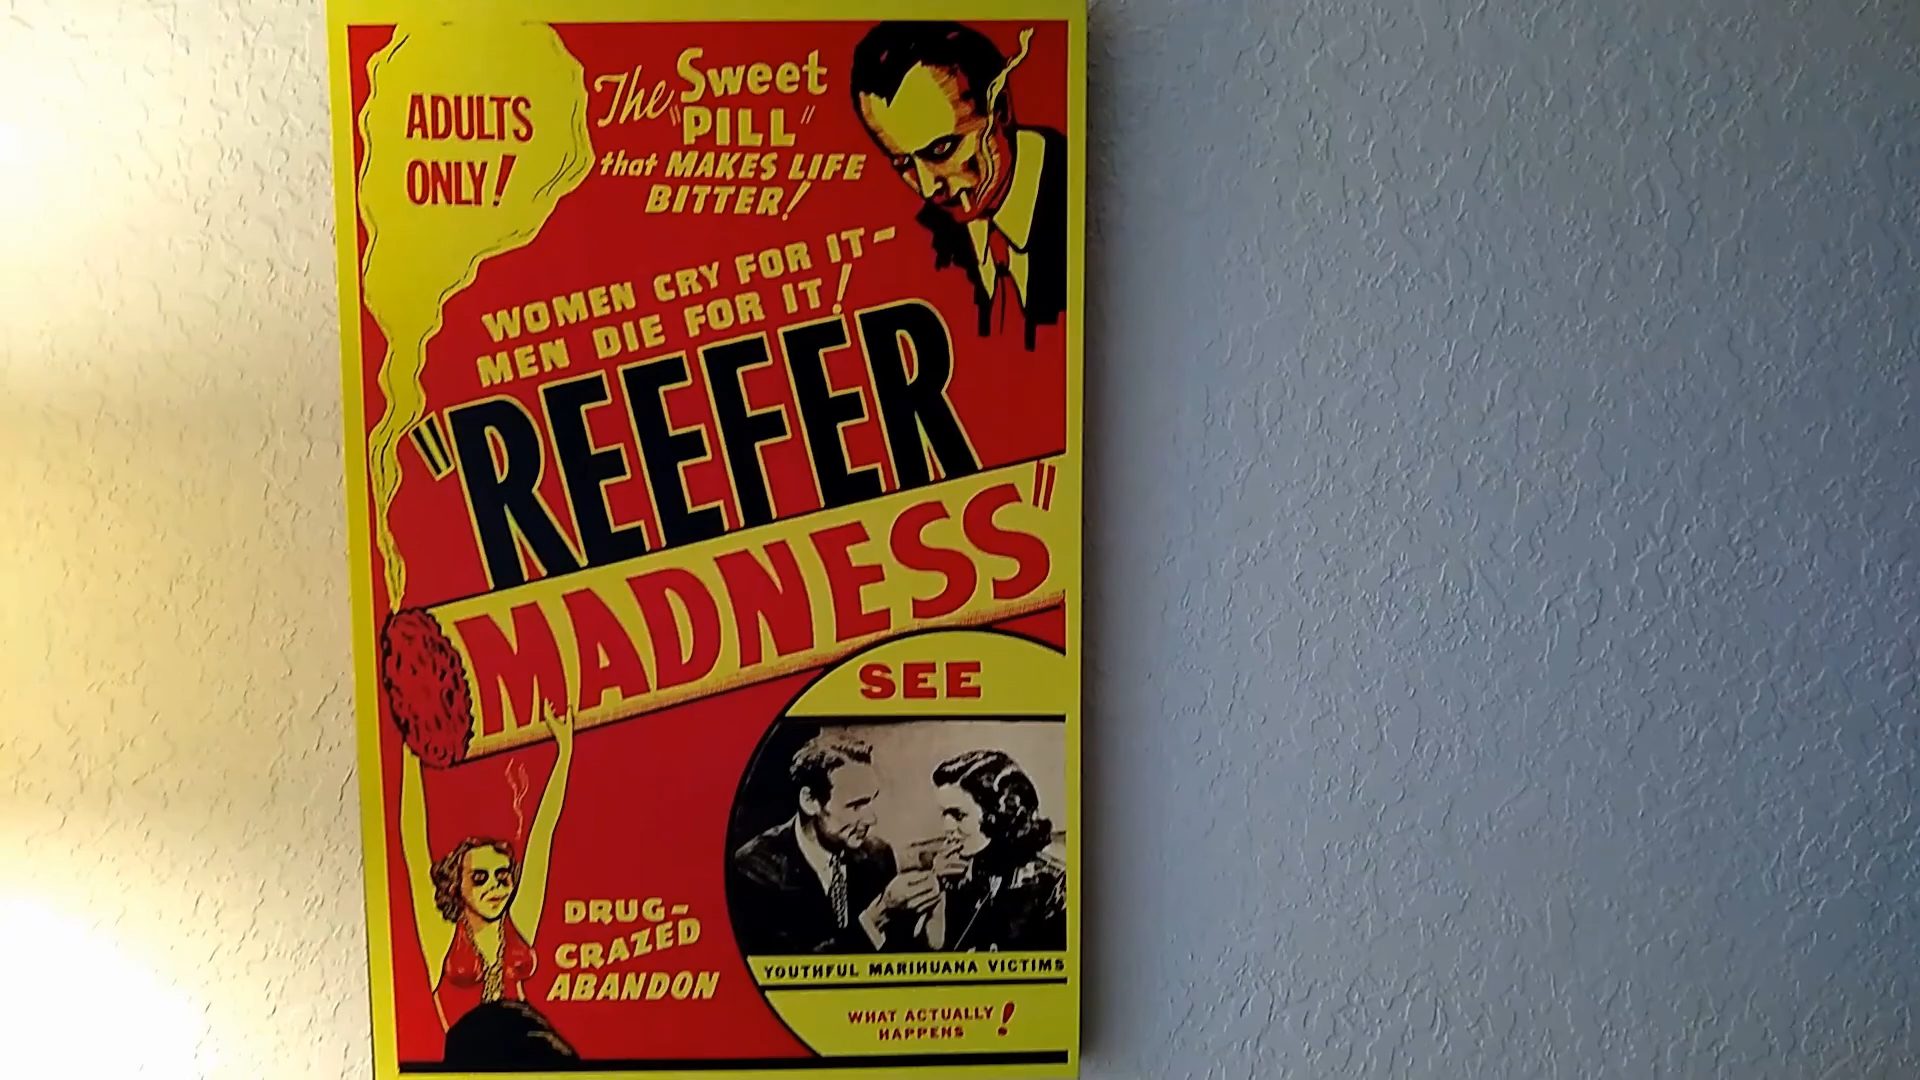 ADULTS
ONLY!
The Sweet
"PILL"
that MAKES LIFE
BITTER!
WOMEN CRY FOR IT-
MEN DIE FOR IT!
"REEFER
MADNESS"
SEE
DRUG-
CRAZED
ABANDON
YOUTHFUL MARIHUANA VICTIMS
WHAT ACTUALLY
HAPPENS!